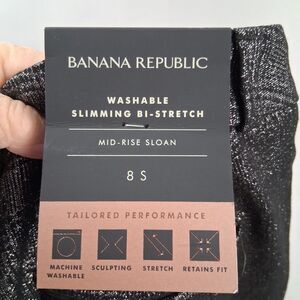 BANANA REPUBLIC
WASHABLE
SLIMMING BI-STRETCH
MID-RISE SLOAN
8 S
TAILORED PERFORMANCE
MACHINE WASHABLE
SCULPTING
STRETCH
RETAINS FIT